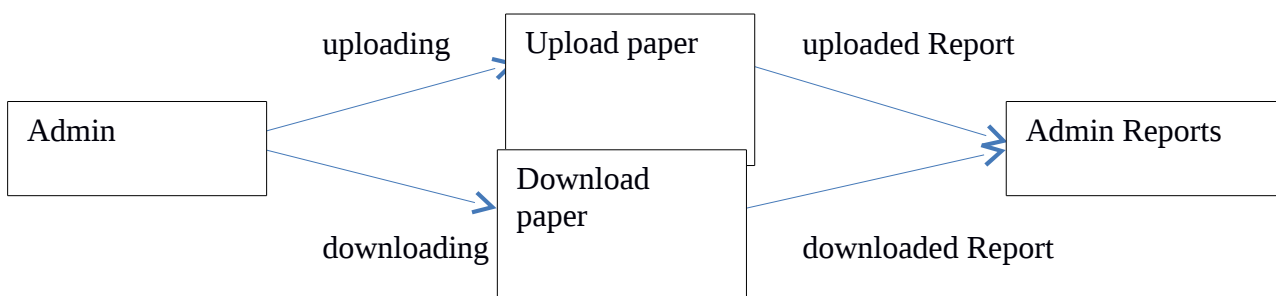 uploading
Upload paper
uploaded Report
Admin
Admin Reports
Download
paper
downloading
downloaded Report